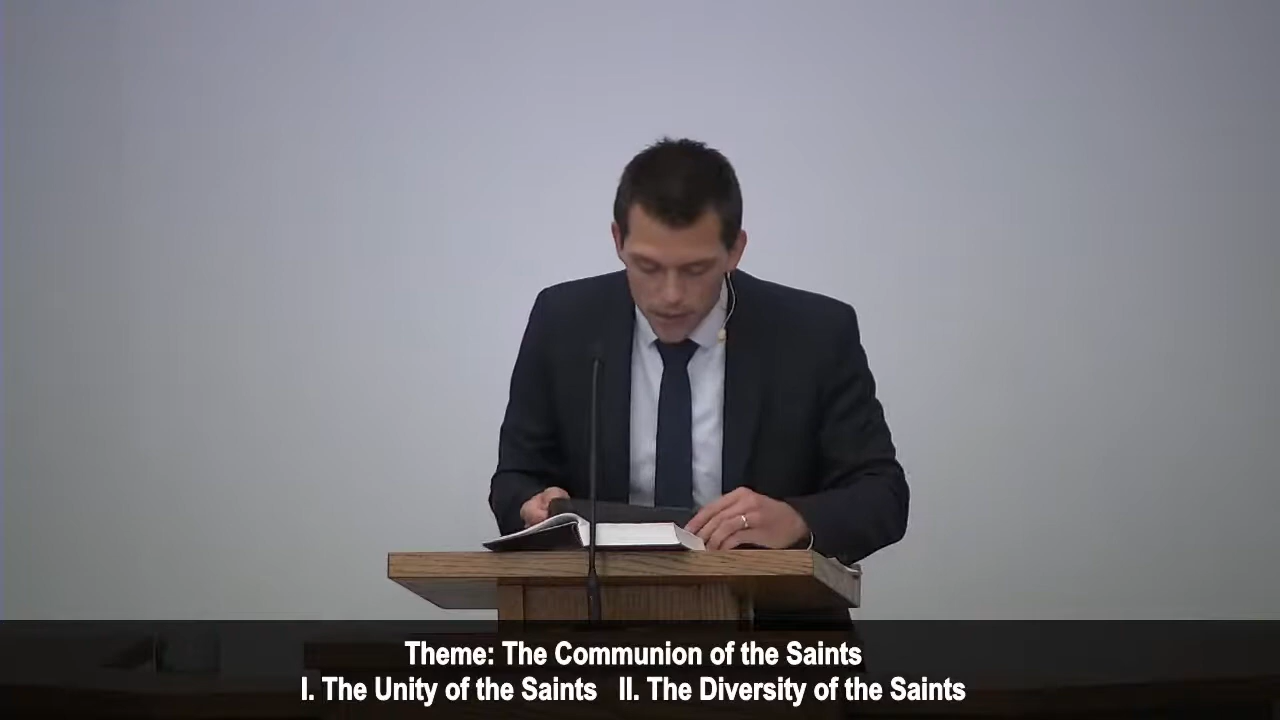 Theme: The Communion of the Saints
I. The Unity of the Saints II. The Diversity of the Saints